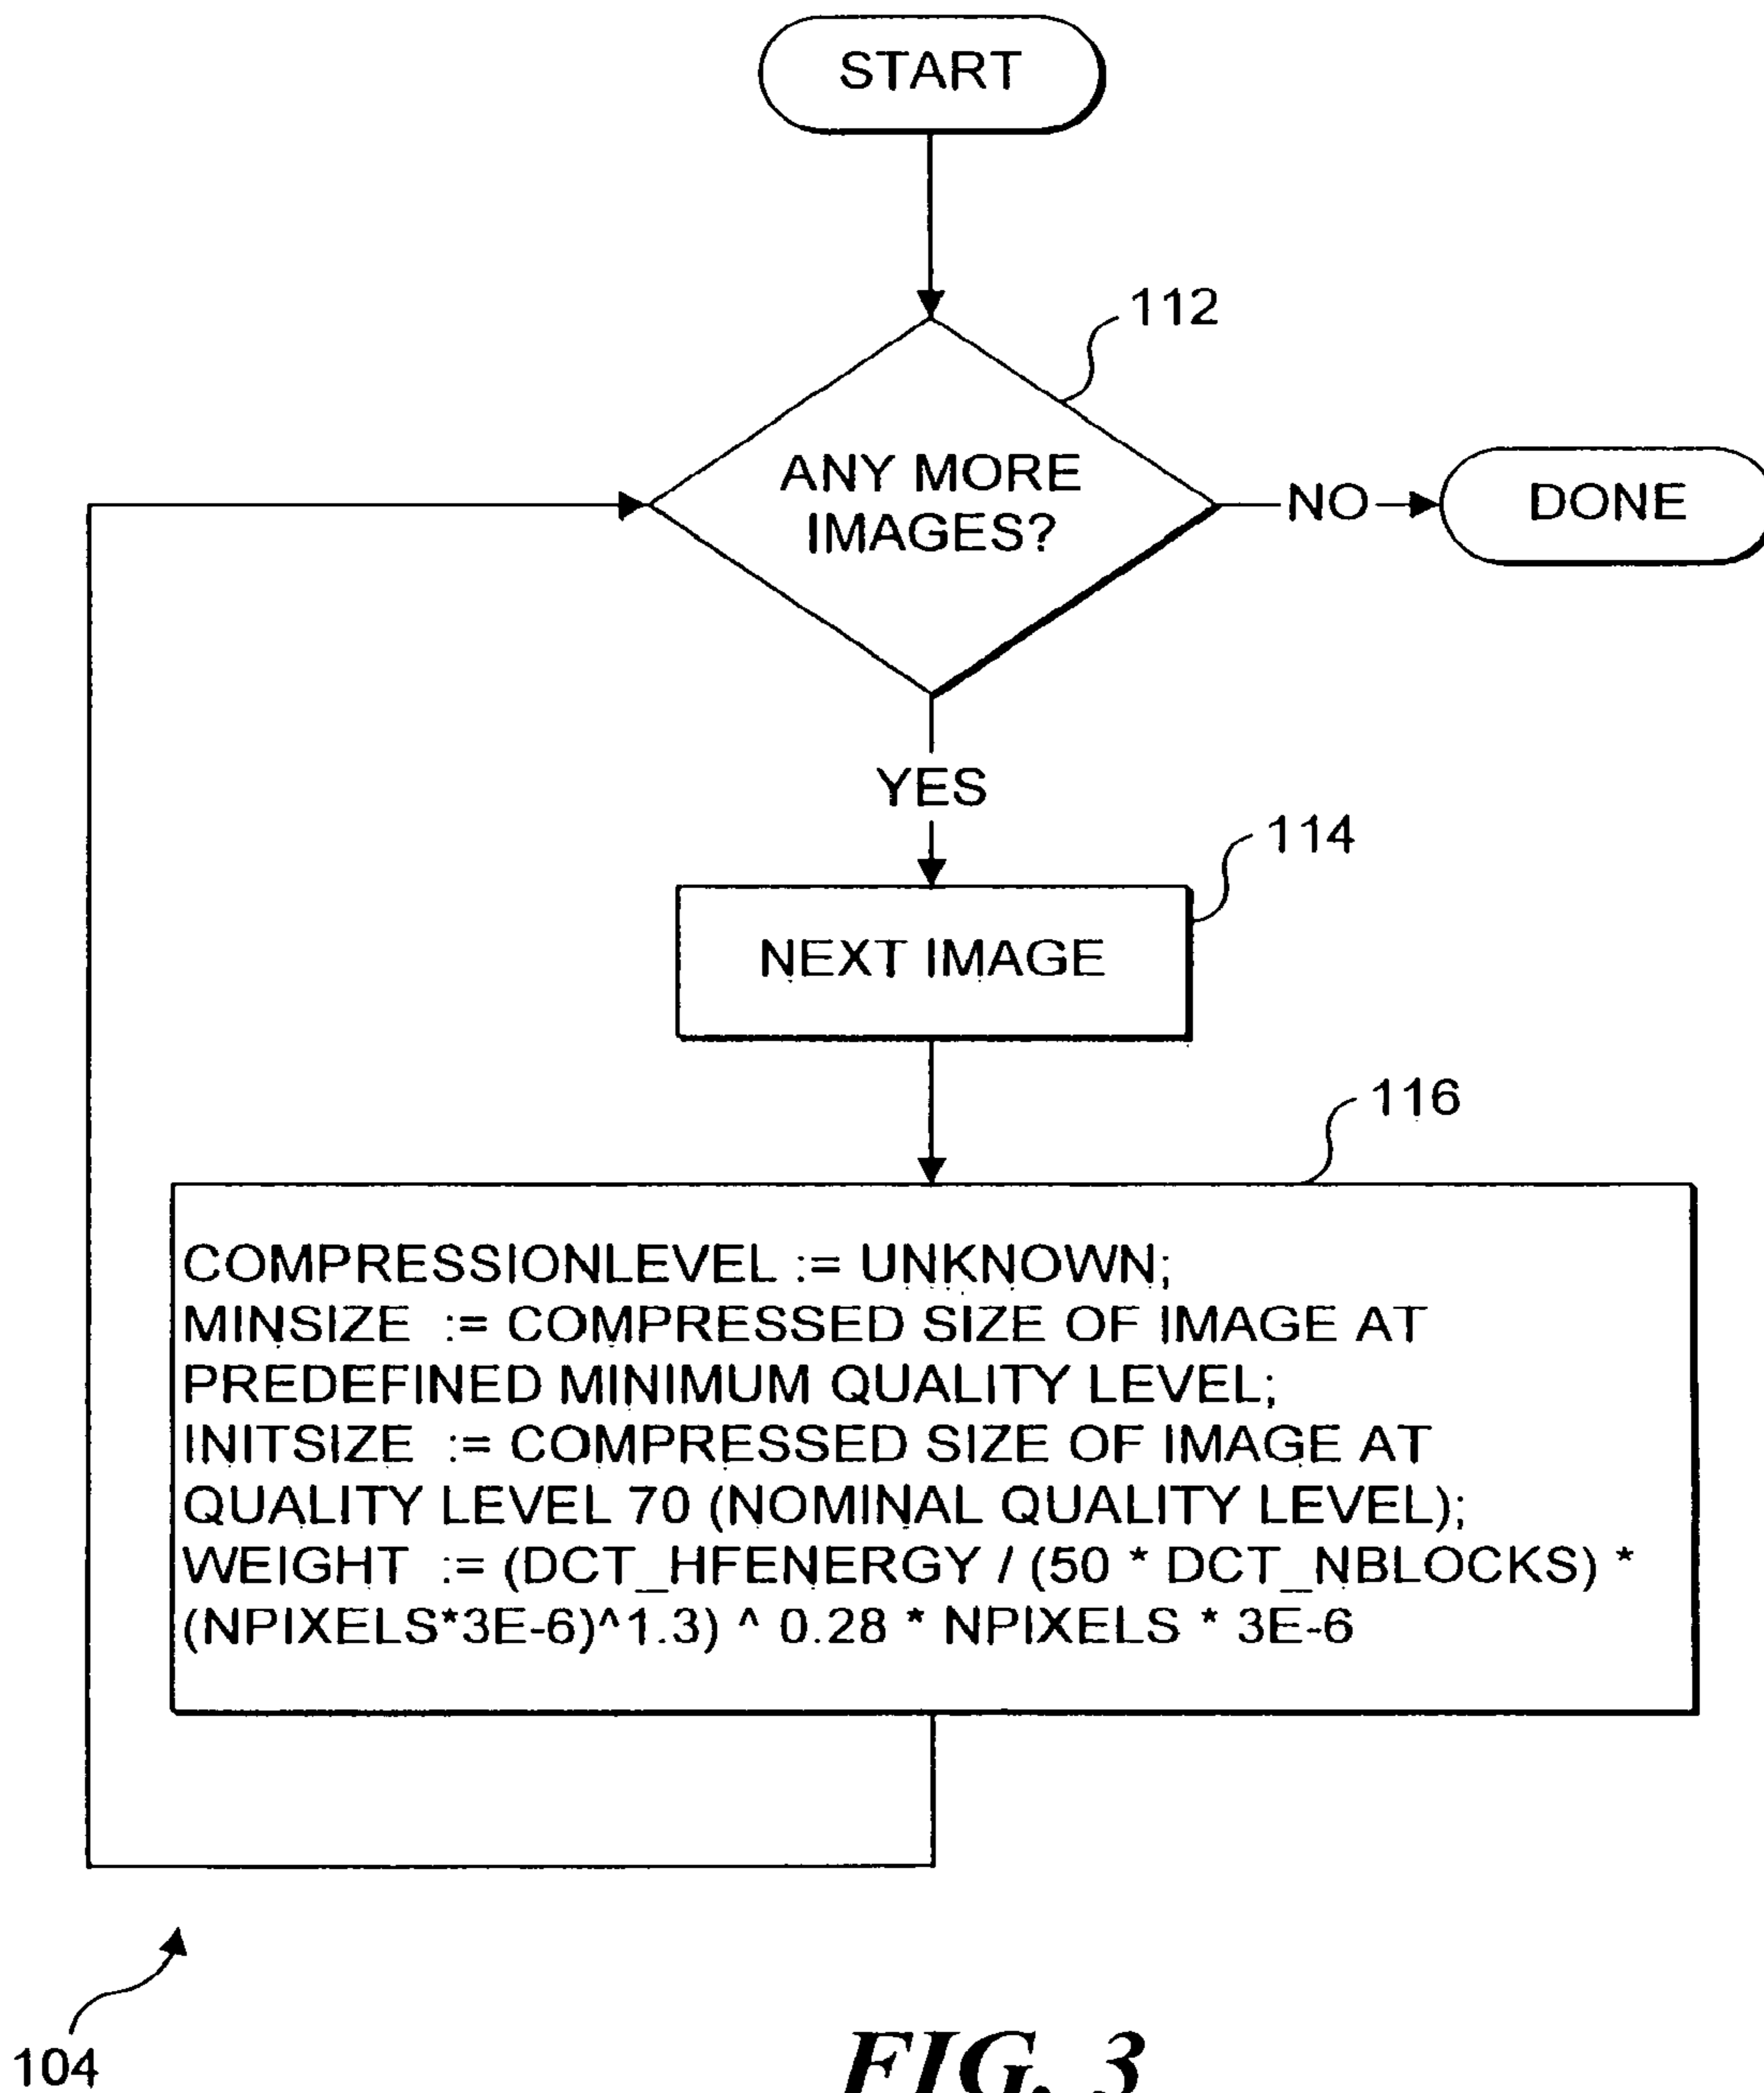 START
112
ANY MORE
IMAGES?
NO
DONE
YES
114
NEXT IMAGE
116
COMPRESSIONLEVEL := UNKNOWN;
MINSIZE := COMPRESSED SIZE OF IMAGE AT
PREDEFINED MINIMUM QUALITY LEVEL;
INITSIZE := COMPRESSED SIZE OF IMAGE AT
QUALITY LEVEL 70 (NOMINAL QUALITY LEVEL);
WEIGHT := (DCT_HFENERGY / (50 * DCT_NBLOCKS) *
(NPIXELS*3E-6)^1.3) ^ 0.28 * NPIXELS * 3E-6
104
FIG. 3